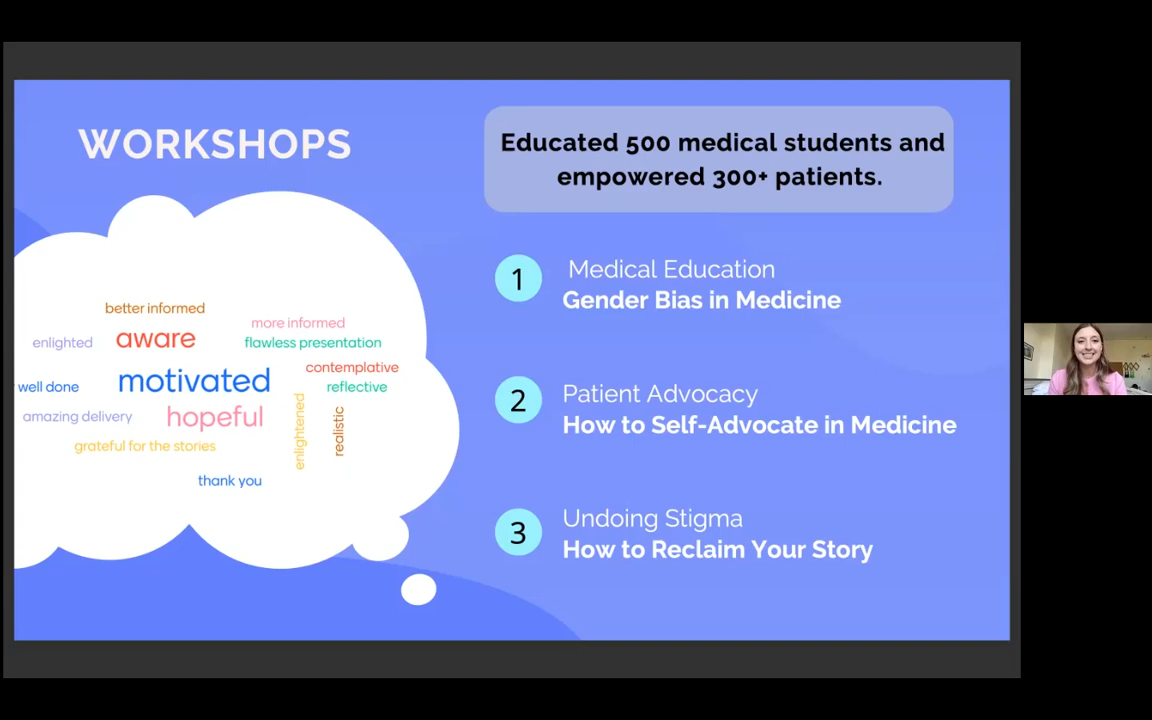 WORKSHOPS
Educated 500 medical students and
empowered 300+ patients.
better informed
more informed
enlighted
aware
flawless presentation
contemplative
well done
motivated
reflective
amazing delivery
hopeful
enlightened
realistic
grateful for the stories
thank you
1
Medical Education
Gender Bias in Medicine
2
Patient Advocacy
How to Self-Advocate in Medicine
3
Undoing Stigma
How to Reclaim Your Story